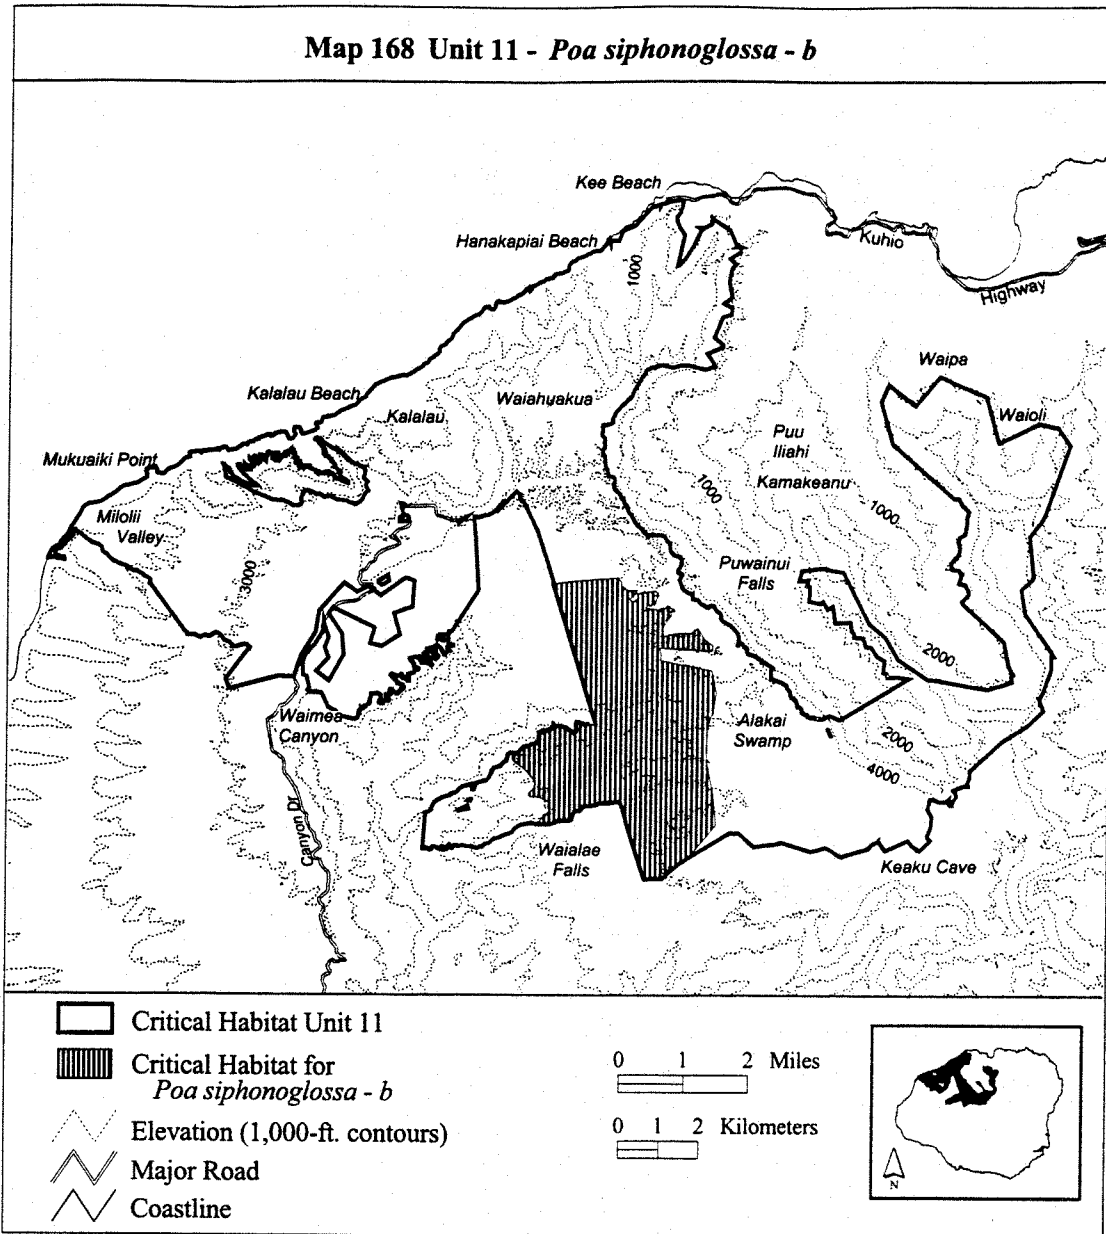 Map 168 Unit 11 - Poa siphonoglossa - b
Kee Beach
Hanakapiai Beach
1000
Kuhio
Highway
Waipa
Kalalau Beach
Kalalau
Waiahuakua
Waioli
Puu
Iliahi
Mukuaiki Point
Kamakeanu
1000
1000
Milolii
Valley
3000
Puwainui
Falls
2000
Waimea
Canyon
Alakai
Swamp
2000
4000
Canyon Dr
Waialae
Falls
Keaku Cave
Critical Habitat Unit 11
Critical Habitat for
Poa siphonoglossa - b
Elevation (1,000-ft. contours)
Major Road
Coastline
0 1 2 Miles
0 1 2 Kilometers
N